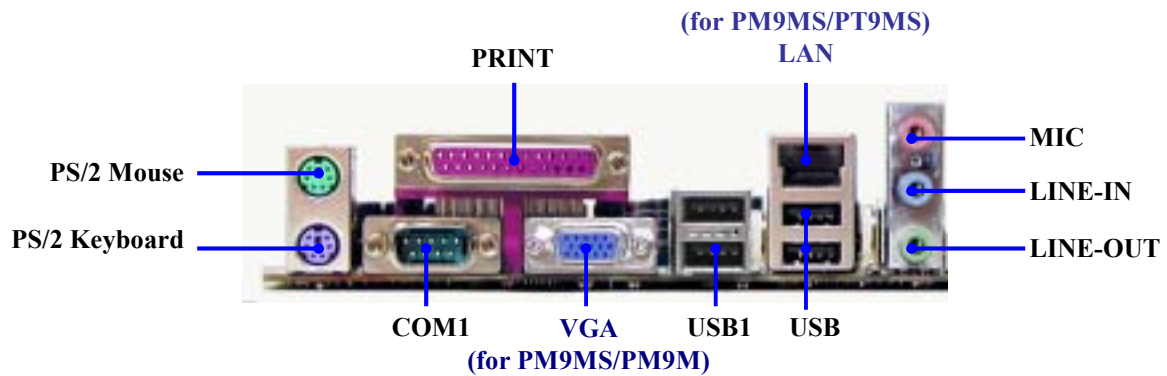 (for PM9MS/PT9MS)
LAN
PRINT
MIC
PS/2 Mouse
LINE-IN
PS/2 Keyboard
LINE-OUT
COM1
VGA
(for PM9MS/PM9M)
USB1
USB